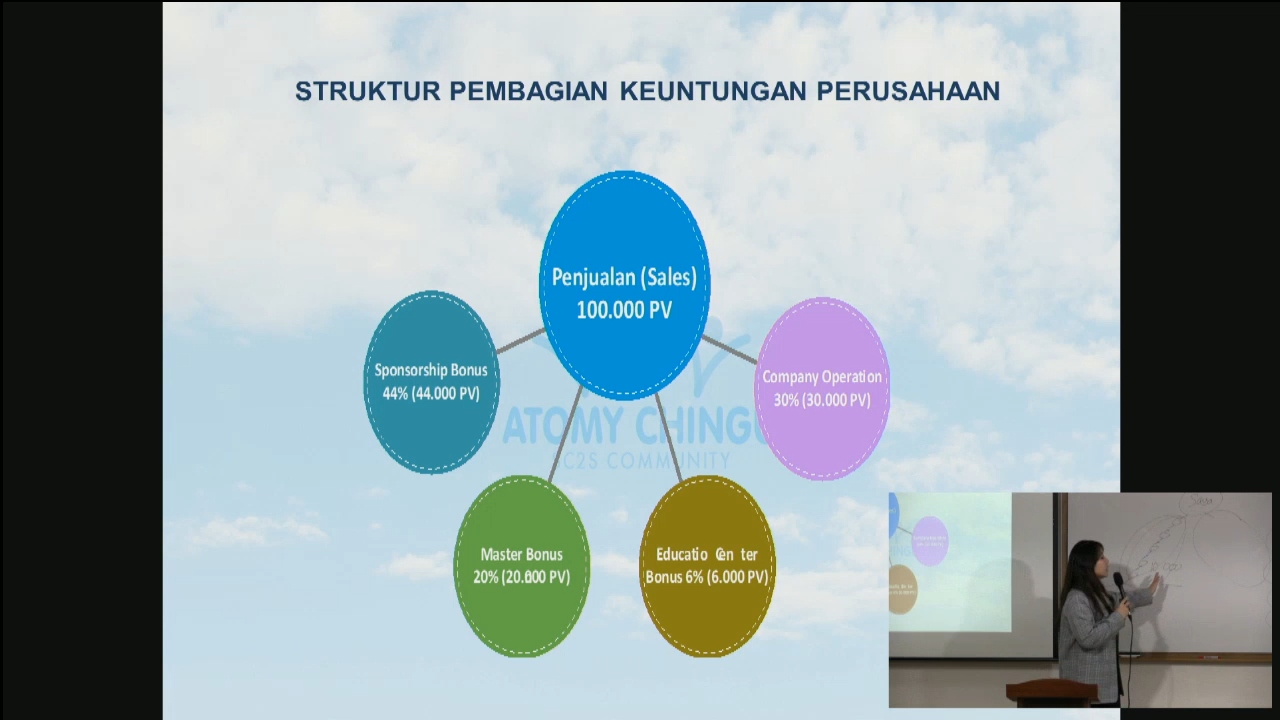 STRUKTUR PEMBAGIAN KEUNTUNGAN PERUSAHAAN
Penjualan (Sales)
100.000 PV
Sponsorship Bonus
44% (44.000 PV)
Company Operation
30% (30.000 PV)
ATOMY CHINGU
C2S COMMUNITY
Master Bonus
20% (20.000 PV)
Educatio Cen ter
Bonus 6% (6.000 PV)